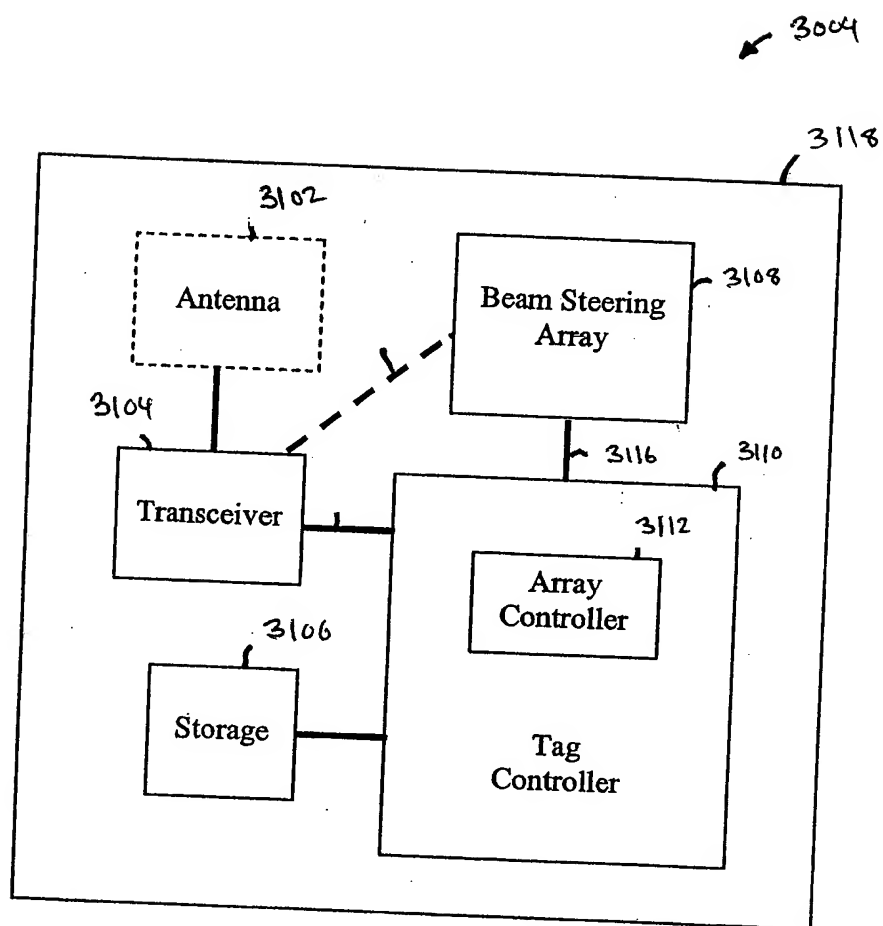 3004
3118
3102
Antenna
Beam Steering
Array
3108
3104
Transceiver
3116
3110
3112
Array
Controller
3106
Storage
Tag
Controller